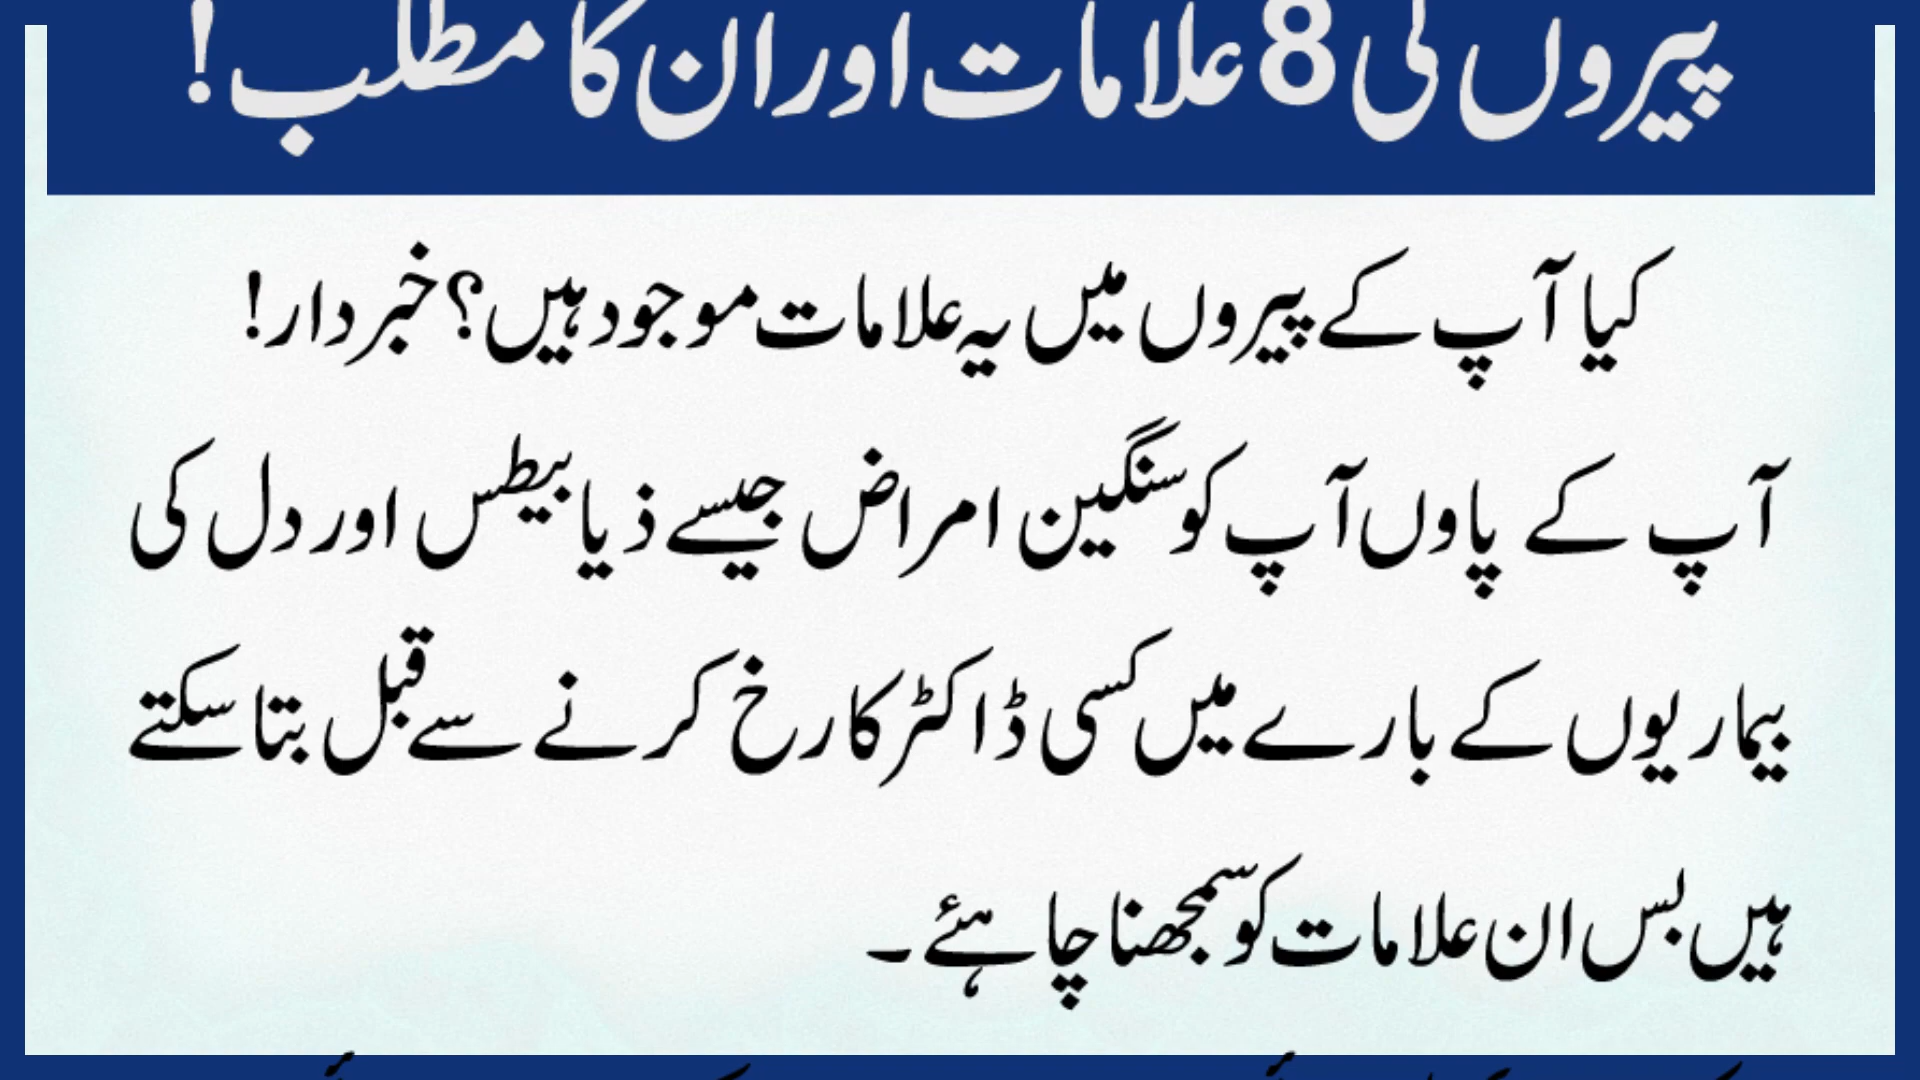 پیروں کی 8 علامات اور ان کا مطلب!
کیا آپ کے پیروں میں یہ علامات موجود ہیں؟ خبردار!
آپ کے پاوں آپ کو سنگین امراض جیسے ذیابیطس اور دل کی
بیماریوں کے بارے میں کسی ڈاکٹر کا رخ کرنے سے قبل بتا سکتے
ہیں بس ان علامات کو سمجھنا چاہئے۔